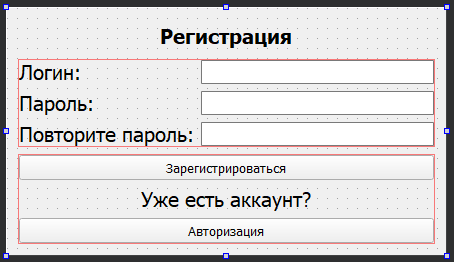 Регистрация
Логин:
Пароль:
Повторите пароль:
Зарегистрироваться
Уже есть аккаунт?
Авторизация